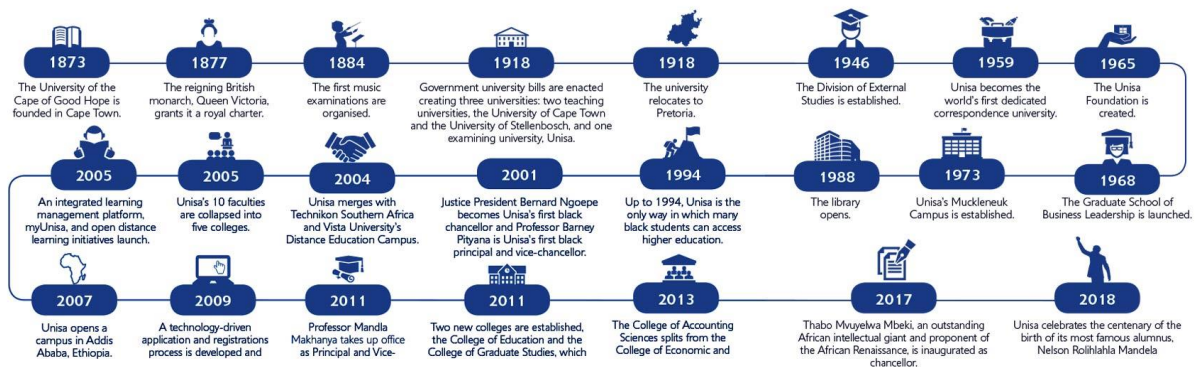 1873
The University of the
Cape of Good Hope is
founded in Cape Town.
1877
The reigning British
monarch, Queen Victoria,
grants it a royal charter.
1884
The first music
examinations are
organised.
1918
Government university bills are enacted
creating three universities: two teaching
universities, the University of Cape Town
and the University of Stellenbosch, and one
examining university, Unisa.
1918
The university
relocates to
Pretoria.
1946
The Division of External
Studies is established.
1959
Unisa becomes the
world's first dedicated
correspondence university.
1965
The Unisa
Foundation is
created.
1968
The Graduate School of
Business Leadership is launched.
1973
Unisa's Muckleneuk
Campus is established.
1988
The library
opens.
1994
Up to 1994, Unisa is the
only way in which many
black students can access
higher education.
2001
Justice President Bernard Ngoepe
becomes Unisa's first black
chancellor and Professor Barney
Pityana is Unisa's first black
principal and vice-chancellor.
2004
Unisa merges with
Technikon Southern Africa
and Vista University's
Distance Education Campus.
2005
Unisa's 10 faculties
are collapsed into
five colleges.
2005
An integrated learning
management platform,
myUnisa, and open distance
learning initiatives launch.
2007
Unisa opens a
campus in Addis
Ababa, Ethiopia.
2009
A technology-driven
application and registrations
process is developed and
2011
Professor Mandla
Makhanya takes up office
as Principal and Vice-
2011
Two new colleges are established,
the College of Education and the
College of Graduate Studies, which
2013
The College of Accounting
Sciences splits from the
College of Economic and
2017
Thabo Mvuyelwa Mbeki, an outstanding
African intellectual giant and proponent of
the African Renaissance, is inaugurated as
chancellor.
2018
Unisa celebrates the centenary of the
birth of its most famous alumnus,
Nelson Rolihlahla Mandela